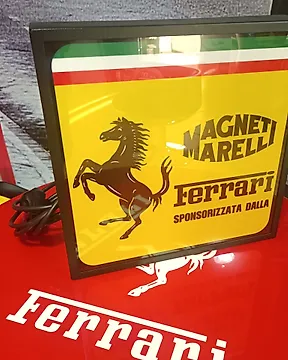 MAGNETI
MARELLI
Ferrari
SPONSORIZZATA DALLA
Ferrari